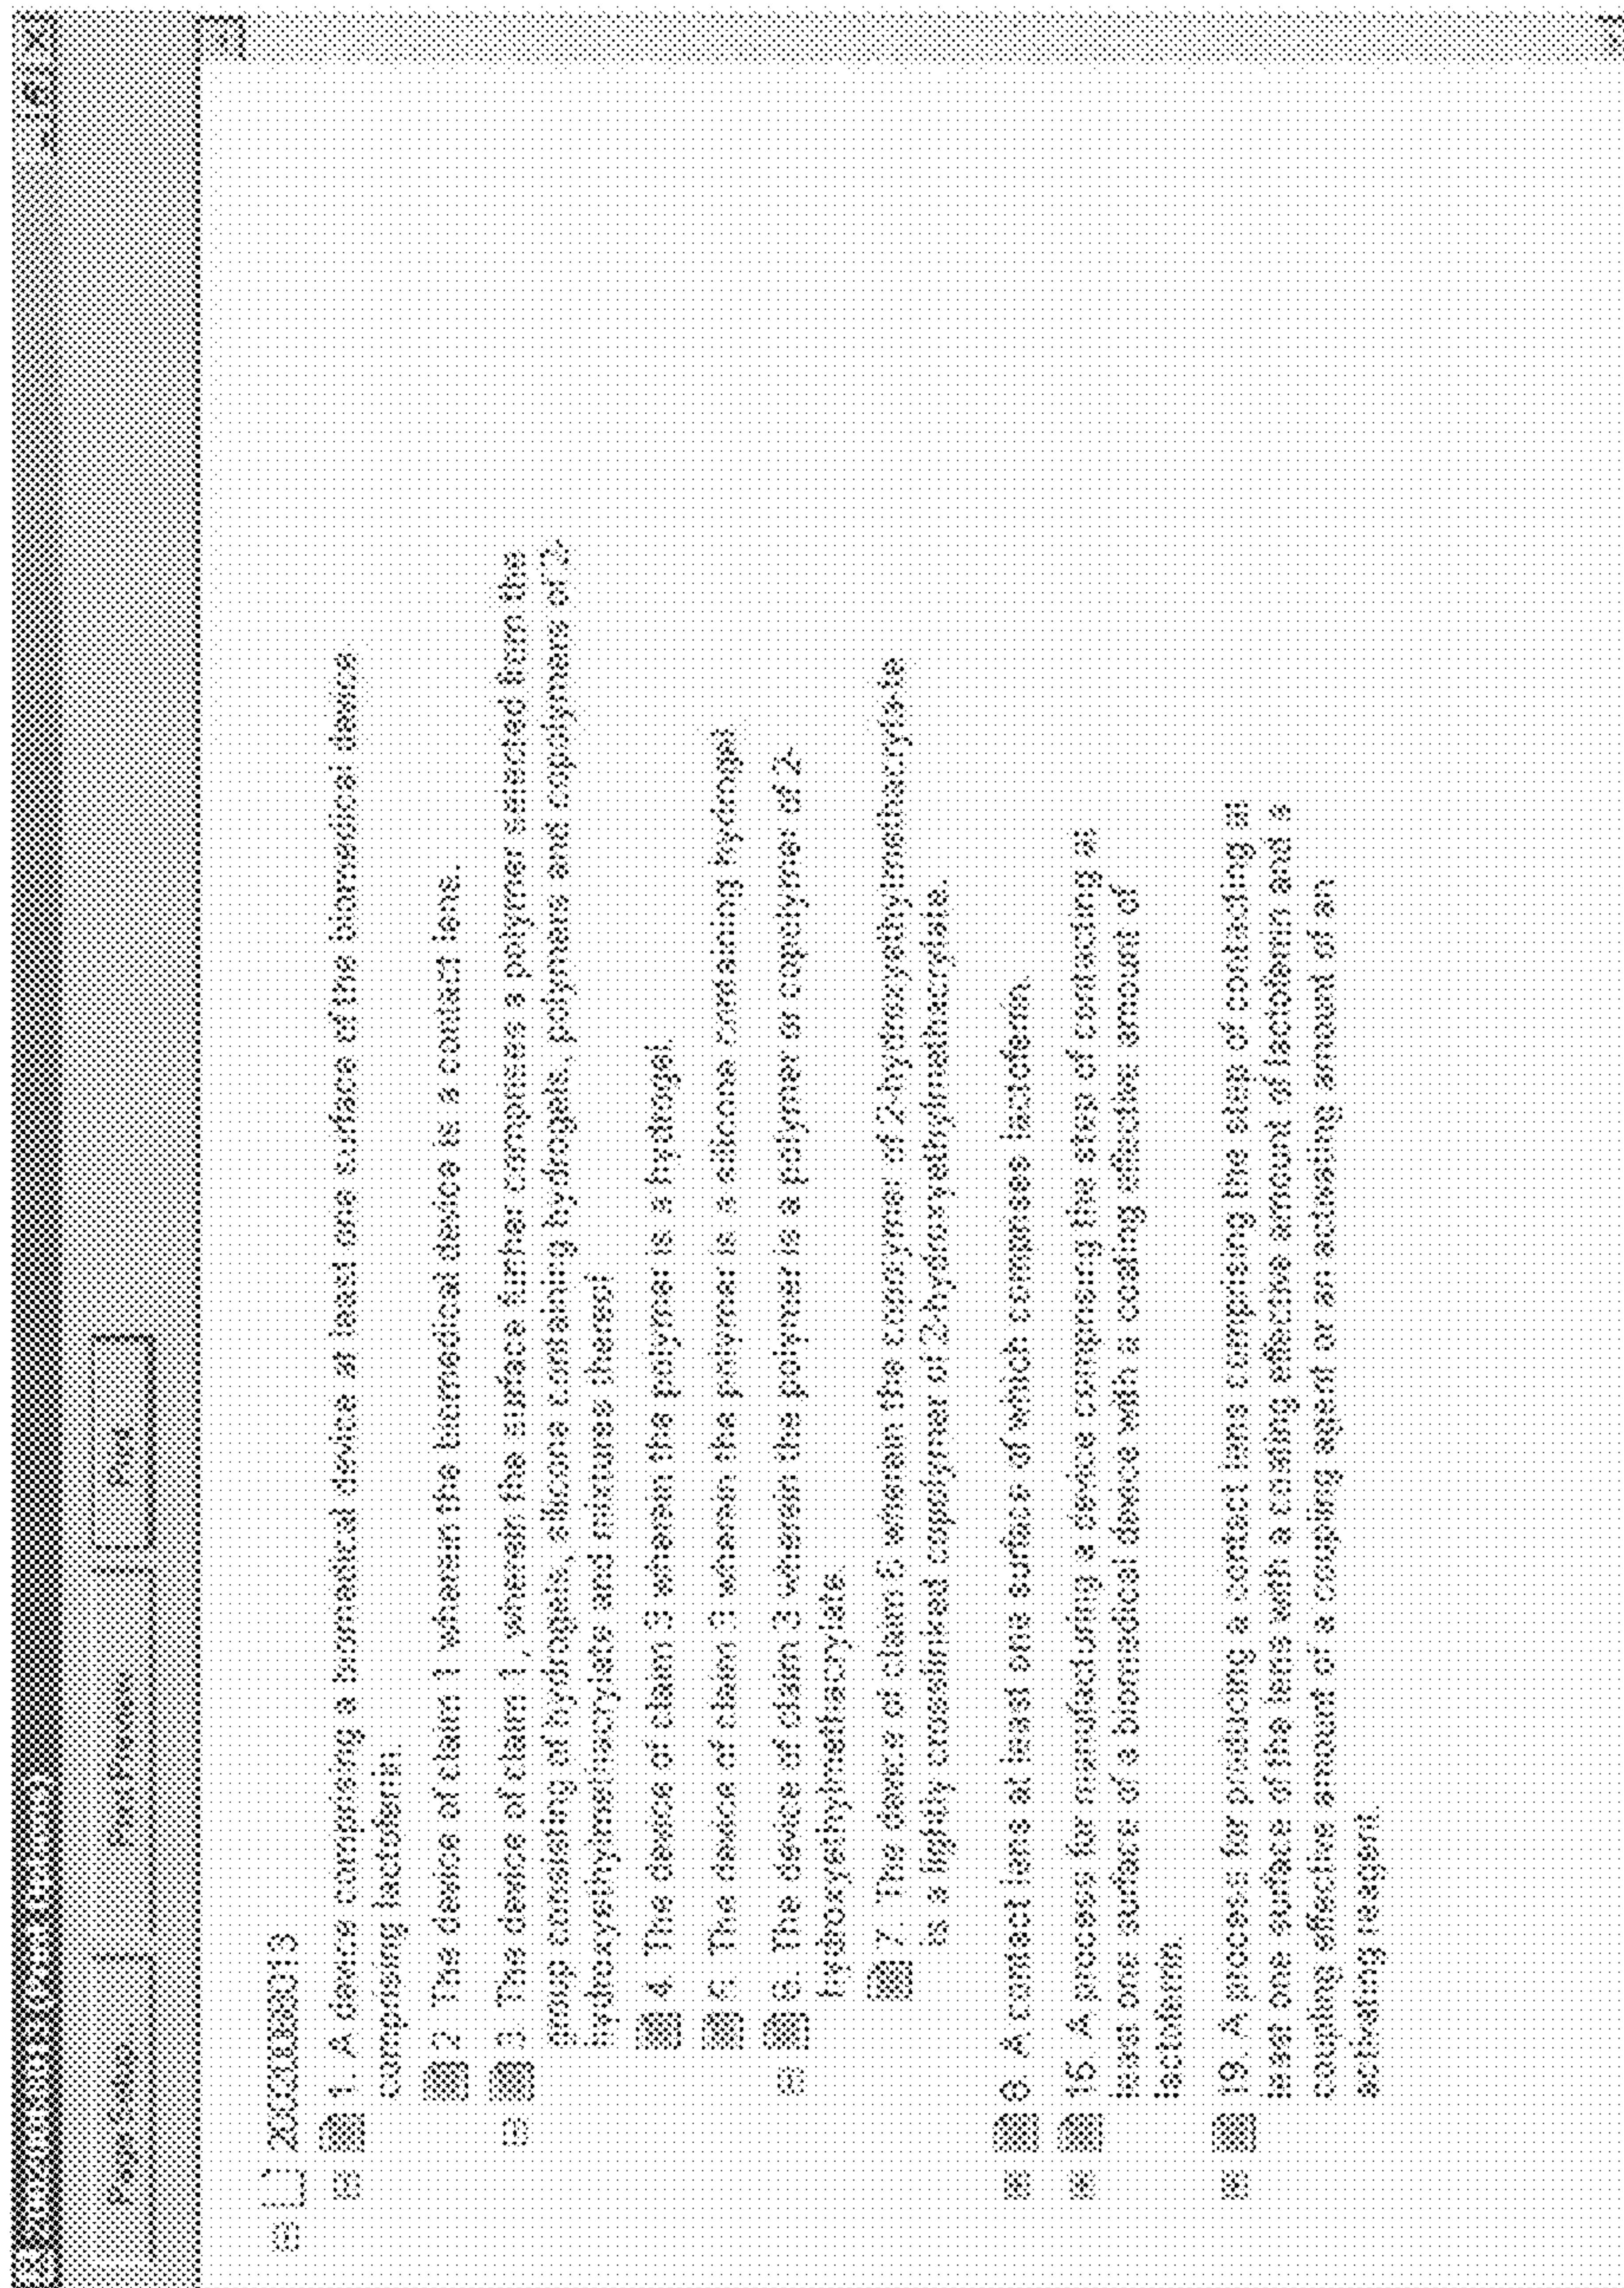 Page Setup Print
1. A device comprising a biomedical device at least one surface of the biomedical device
comprising lactoferrin.
2. The device of claim 1 wherein the biomedical device is a contact lens.
3. The device of claim 1, wherein the surface further comprises a polymer selected from the
group consisting of hydrogels, silicone containing hydrogels, polymers and copolymers of 2-
hydroxyethylmethacrylate and mixtures thereof.
4. The device of claim 3 wherein the polymer is a hydrogel.
5. The device of claim 3 wherein the polymer is a silicone containing hydrogel
6. The device of claim 3 wherein the polymer is a polymer or copolymer of 2-
hydroxyethylmethacrylate.
7. The device of claim 6 wherein the copolymer of 2-hydroxyethylmethacrylate
is a lightly crosslinked copolymer of 2-hydroxyethylmethacrylate.
A contact lens at least one surface of which comprises lactoferrin.
16. A process for manufacturing a device comprising the step of contacting at
least one surface of a biomedical device with a coating effective amount of
lactoferrin.
19. A process for producing a contact lens comprising the step of contacting at
least one surface of the lens with a coating effective amount of lactoferrin and a
coupling effective amount of a coupling agent or an activating amount of an
activating reagent.